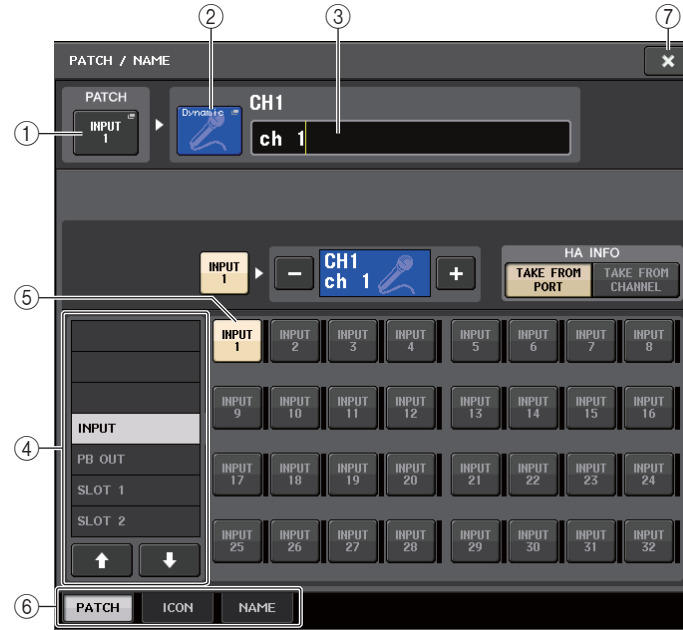 ① ② ③ ④ ⑤ ⑥ ⑦
PATCH / NAME
PATCH
INPUT 1
Dynamic
CH1
ch 1
INPUT 1
CH1
ch 1
HA INFO
TAKE FROM PORT
TAKE FROM CHANNEL
INPUT
PB OUT
SLOT 1
SLOT 2
INPUT 1 INPUT 2 INPUT 3 INPUT 4 INPUT 5 INPUT 6 INPUT 7 INPUT 8
INPUT 9 INPUT 10 INPUT 11 INPUT 12 INPUT 13 INPUT 14 INPUT 15 INPUT 16
INPUT 17 INPUT 18 INPUT 19 INPUT 20 INPUT 21 INPUT 22 INPUT 23 INPUT 24
INPUT 25 INPUT 26 INPUT 27 INPUT 28 INPUT 29 INPUT 30 INPUT 31 INPUT 32
PATCH ICON NAME